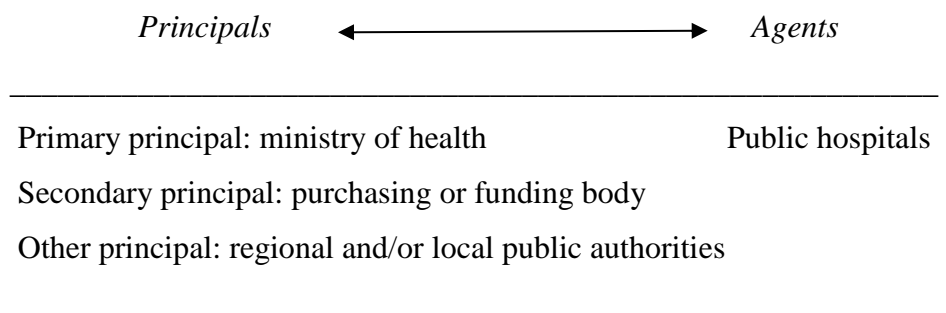 Principals Agents
Primary principal: ministry of health Public hospitals
Secondary principal: purchasing or funding body
Other principal: regional and/or local public authorities